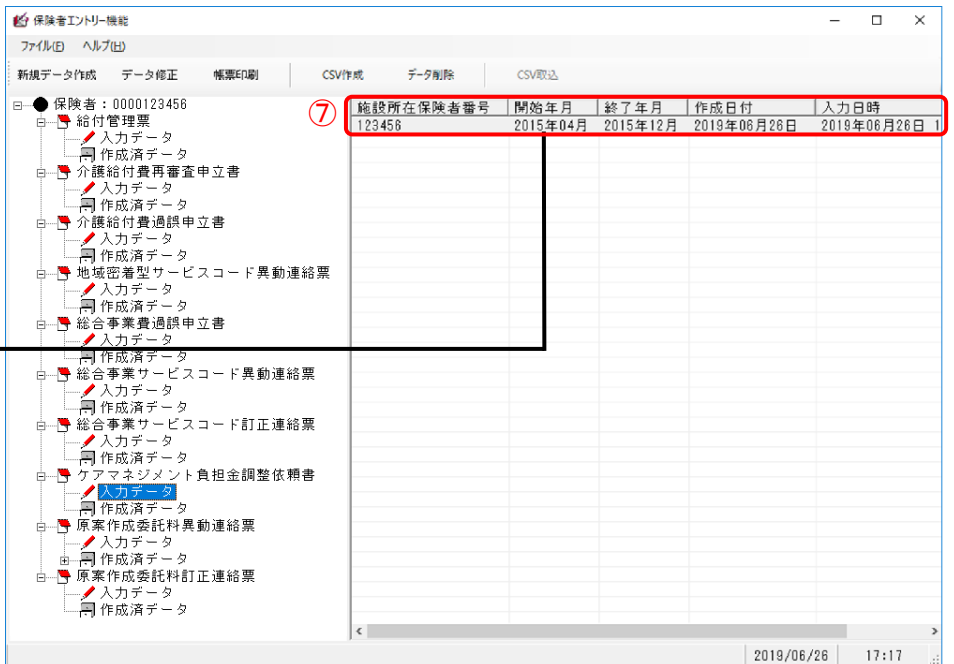 保険者エントリー機能
ファイル(F) ヘルプ(H)
新規データ作成 データ修正 帳票印刷 CSV作成 データ削除 CSV取込
保険者：0000123456
給付管理票
入力データ
作成済データ
介護給付費再審査申立書
入力データ
作成済データ
介護給付費過誤申立書
入力データ
作成済データ
地域密着型サービスコード異動連絡票
入力データ
作成済データ
総合事業費過誤申立書
入力データ
作成済データ
総合事業サービスコード異動連絡票
入力データ
作成済データ
総合事業サービスコード訂正連絡票
入力データ
作成済データ
ケアマネジメント負担金調整依頼書
入力データ
作成済データ
原案作成委託料異動連絡票
入力データ
作成済データ
原案作成委託料訂正連絡票
入力データ
作成済データ
⑦
施設所在保険者番号 開始年月 終了年月 作成日付 入力日時
123456 2015年04月 2015年12月 2019年06月26日 2019年06月26日 1
2019/06/26 17:17